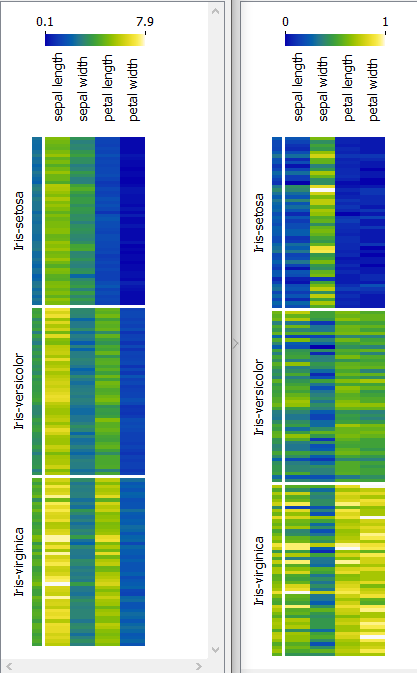 0.1 7.9
sepal length
sepal width
petal length
petal width
Iris-setosa
Iris-versicolor
Iris-virginica
0 1
sepal length
sepal width
petal length
petal width
Iris-setosa
Iris-versicolor
Iris-virginica